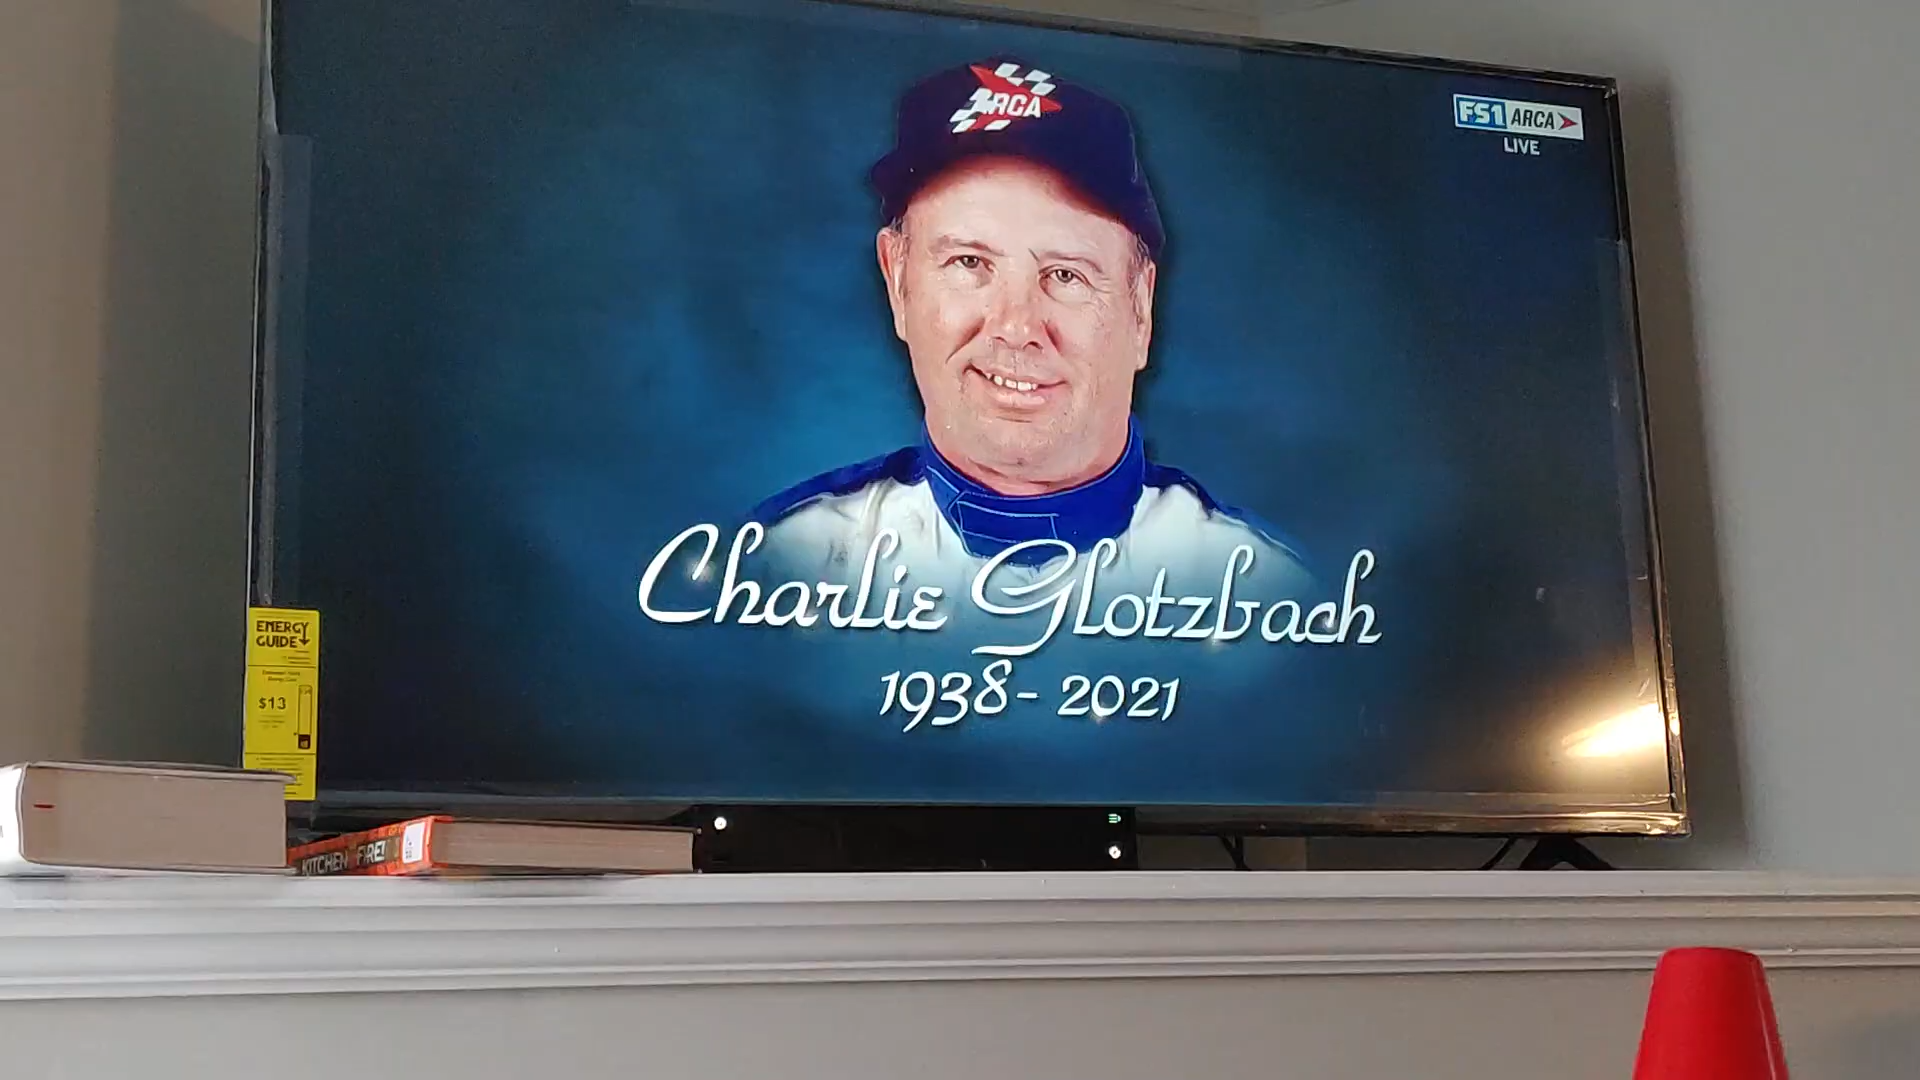 ARCA
FS1 ARCA
LIVE
Charlie Glotzbach
1938 - 2021
ENERGY
GUIDE
$13
KITCHEN FIRE!